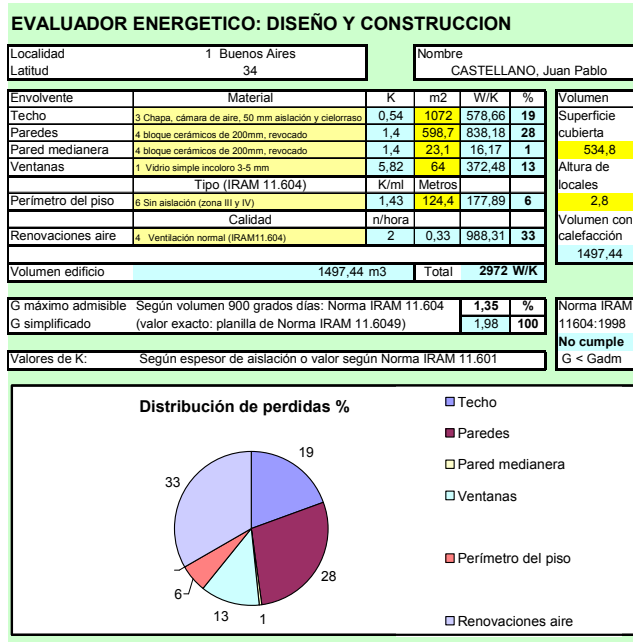 EVALUADOR ENERGETICO: DISEÑO Y CONSTRUCCION
Localidad 1 Buenos Aires Nombre
Latitud 34 CASTELLANO, Juan Pablo
Envolvente Material K m2 W/K % Volumen
Techo 3 Chapa, cámara de aire, 50 mm aislación y cielorraso 0,54 1072 578,66 19 Superficie
Paredes 4 bloque cerámicos de 200mm, revocado 1,4 598,7 838,18 28 cubierta
Pared medianera 4 bloque cerámicos de 200mm, revocado 1,4 23,1 16,17 1 534,8
Ventanas 1 Vidrio simple incoloro 3-5 mm 5,82 64 372,48 13 Altura de
Tipo (IRAM 11.604) K/ml Metros locales
Perímetro del piso 6 Sin aislación (zona III y IV) 1,43 124,4 177,89 6 2,8
Calidad n/hora Volumen con
Renovaciones aire 4 Ventilación normal (IRAM11.604) 2 0,33 988,31 33 calefacción
1497,44
Volumen edificio 1497,44 m3 Total 2972 W/K
G máximo admisible Según volumen 900 grados días: Norma IRAM 11.604 1,35 % Norma IRAM
G simplificado (valor exacto: planilla de Norma IRAM 11.6049) 1,98 100 11604:1998
No cumple
Valores de K: Según espesor de aislación o valor según Norma IRAM 11.601 G < Gadm
Distribución de perdidas %
Techo
Paredes
Pared medianera
Ventanas
Perímetro del piso
Renovaciones aire
19
33
28
6
13
1